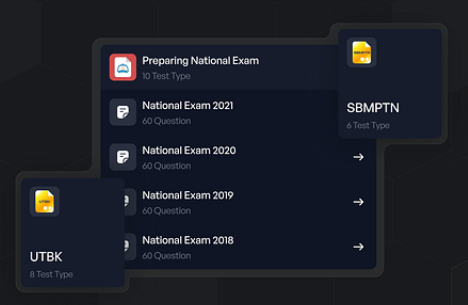 Preparing National Exam
10 Test Type
National Exam 2021
60 Question
National Exam 2020
60 Question
National Exam 2019
60 Question
National Exam 2018
60 Question
SBMPTN
6 Test Type
UTBK
UTBK
8 Test Type